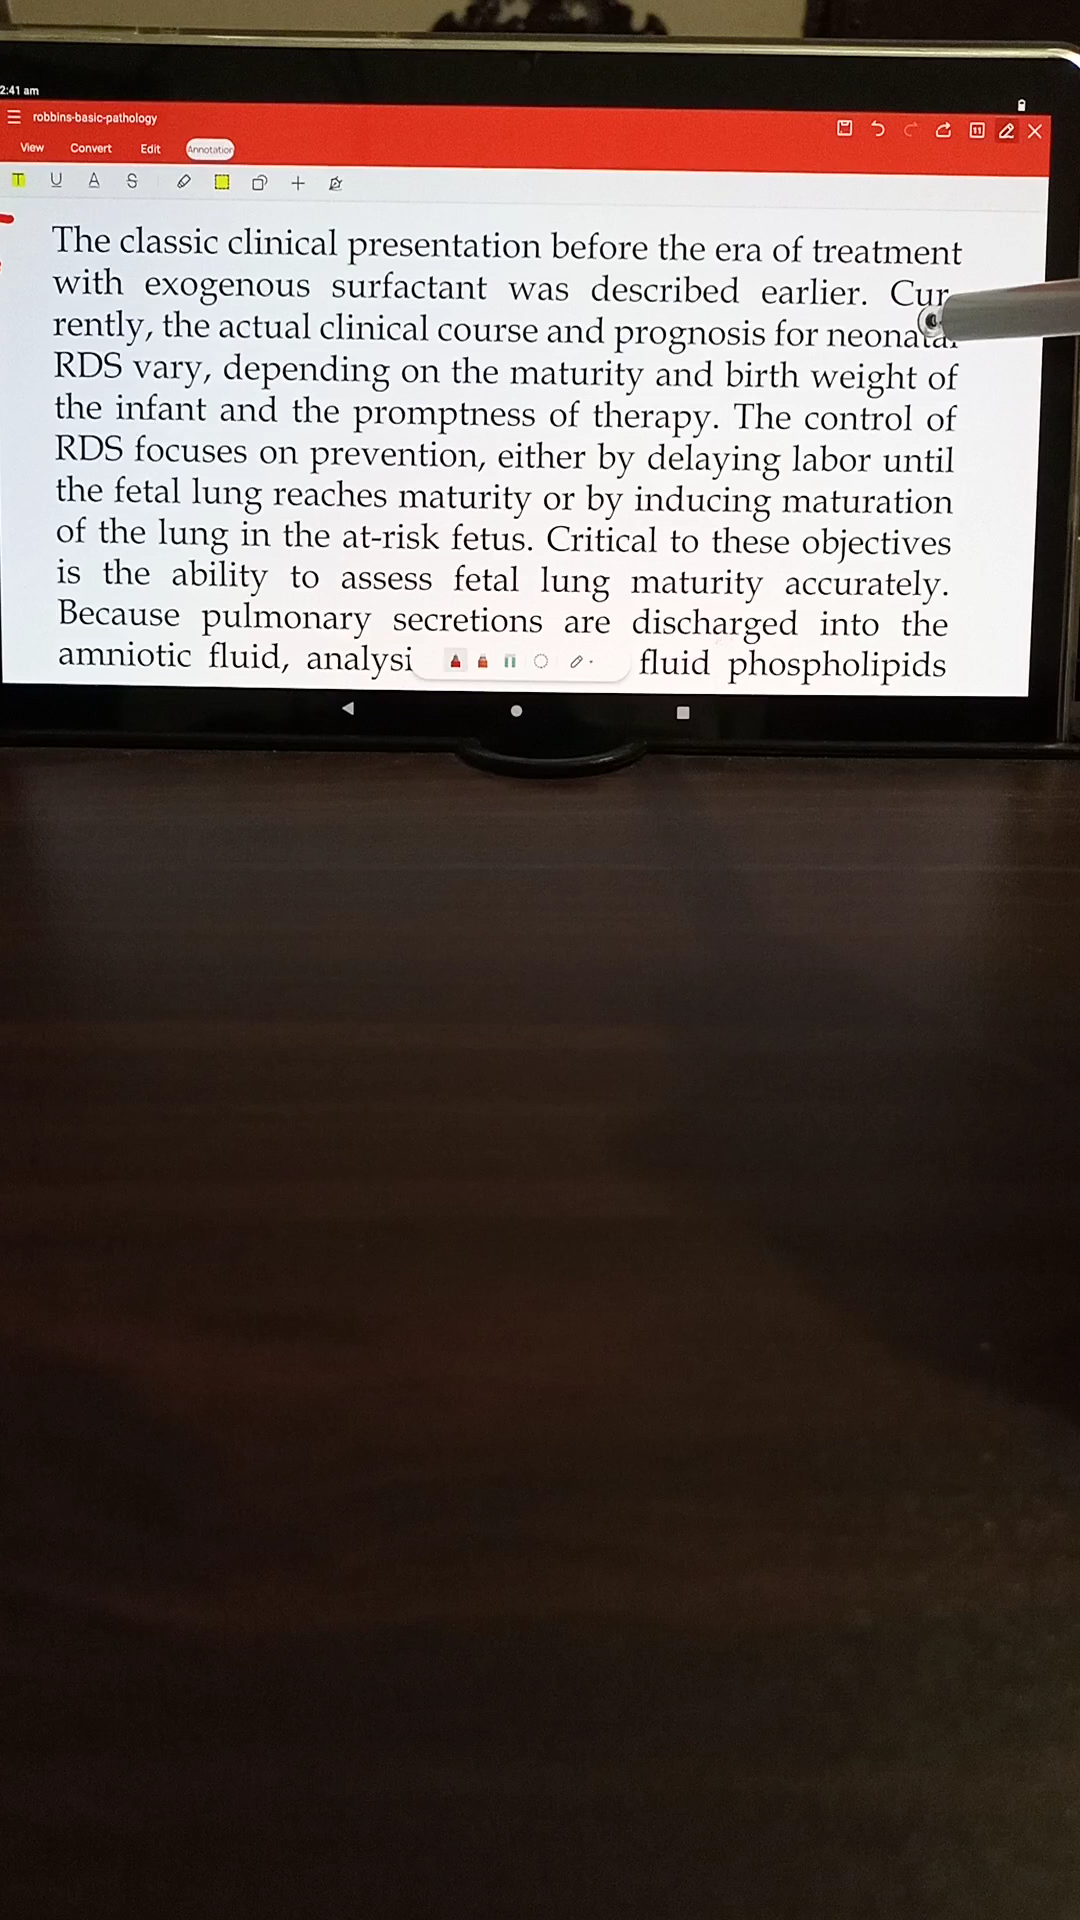 2:41 am
robbins-basic-pathology
View Convert Edit Annotation
The classic clinical presentation before the era of treatment
with exogenous surfactant was described earlier. Cur
rently, the actual clinical course and prognosis for
RDS vary, depending on the maturity and birth weight of
the infant and the promptness of therapy. The control of
RDS focuses on prevention, either by delaying labor until
the fetal lung reaches maturity or by inducing maturation
of the lung in the at-risk fetus. Critical to these objectives
is the ability to assess fetal lung maturity accurately.
Because pulmonary secretions are discharged into the
amniotic fluid, analysi fluid phospholipids